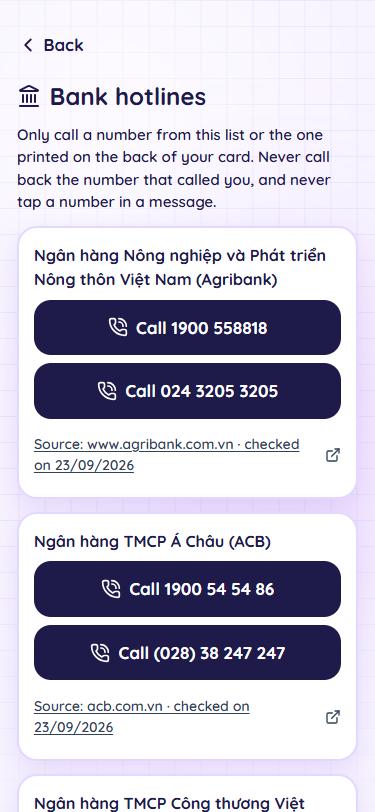 Back
Bank hotlines
Only call a number from this list or the one
printed on the back of your card. Never call
back the number that called you, and never
tap a number in a message.
Ngân hàng Nông nghiệp và Phát triển
Nông thôn Việt Nam (Agribank)
Call 1900 558818
Call 024 3205 3205
Source: www.agribank.com.vn · checked
on 23/09/2026
Ngân hàng TMCP Á Châu (ACB)
Call 1900 54 54 86
Call (028) 38 247 247
Source: acb.com.vn · checked on
23/09/2026
Ngân hàng TMCP Công thương Việt